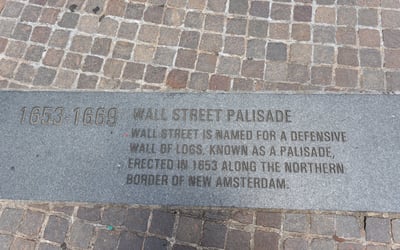 1653-1669 WALL STREET PALISADE
WALL STREET IS NAMED FOR A DEFENSIVE
WALL OF LOGS, KNOWN AS A PALISADE,
ERECTED IN 1653 ALONG THE NORTHERN
BORDER OF NEW AMSTERDAM.